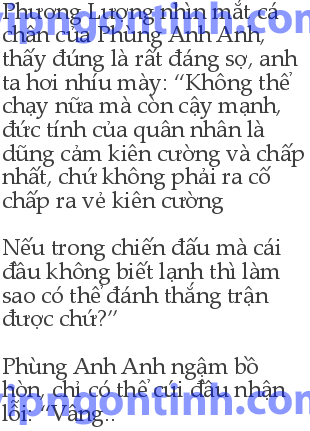 Phương Lượng nhìn mắt cá
chân của Phùng Anh Anh,
thấy đúng là rất đáng sợ, anh
ta hơi nhíu mày: “Không thể
chạy nữa mà còn cậy mạnh,
đức tính của quân nhân là
dũng cảm kiên cường và chấp
nhất, chứ không phải ra cố
chấp ra vẻ kiên cường
Nếu trong chiến đấu mà cái
đầu không biết lạnh thì làm
sao có thể đánh thắng trận
được chứ?”
Phùng Anh Anh ngậm bồ
hòn, chỉ có thể cúi đầu nhận
lỗi: “Vâng..
vipngontinh.com
vipngontinh.com